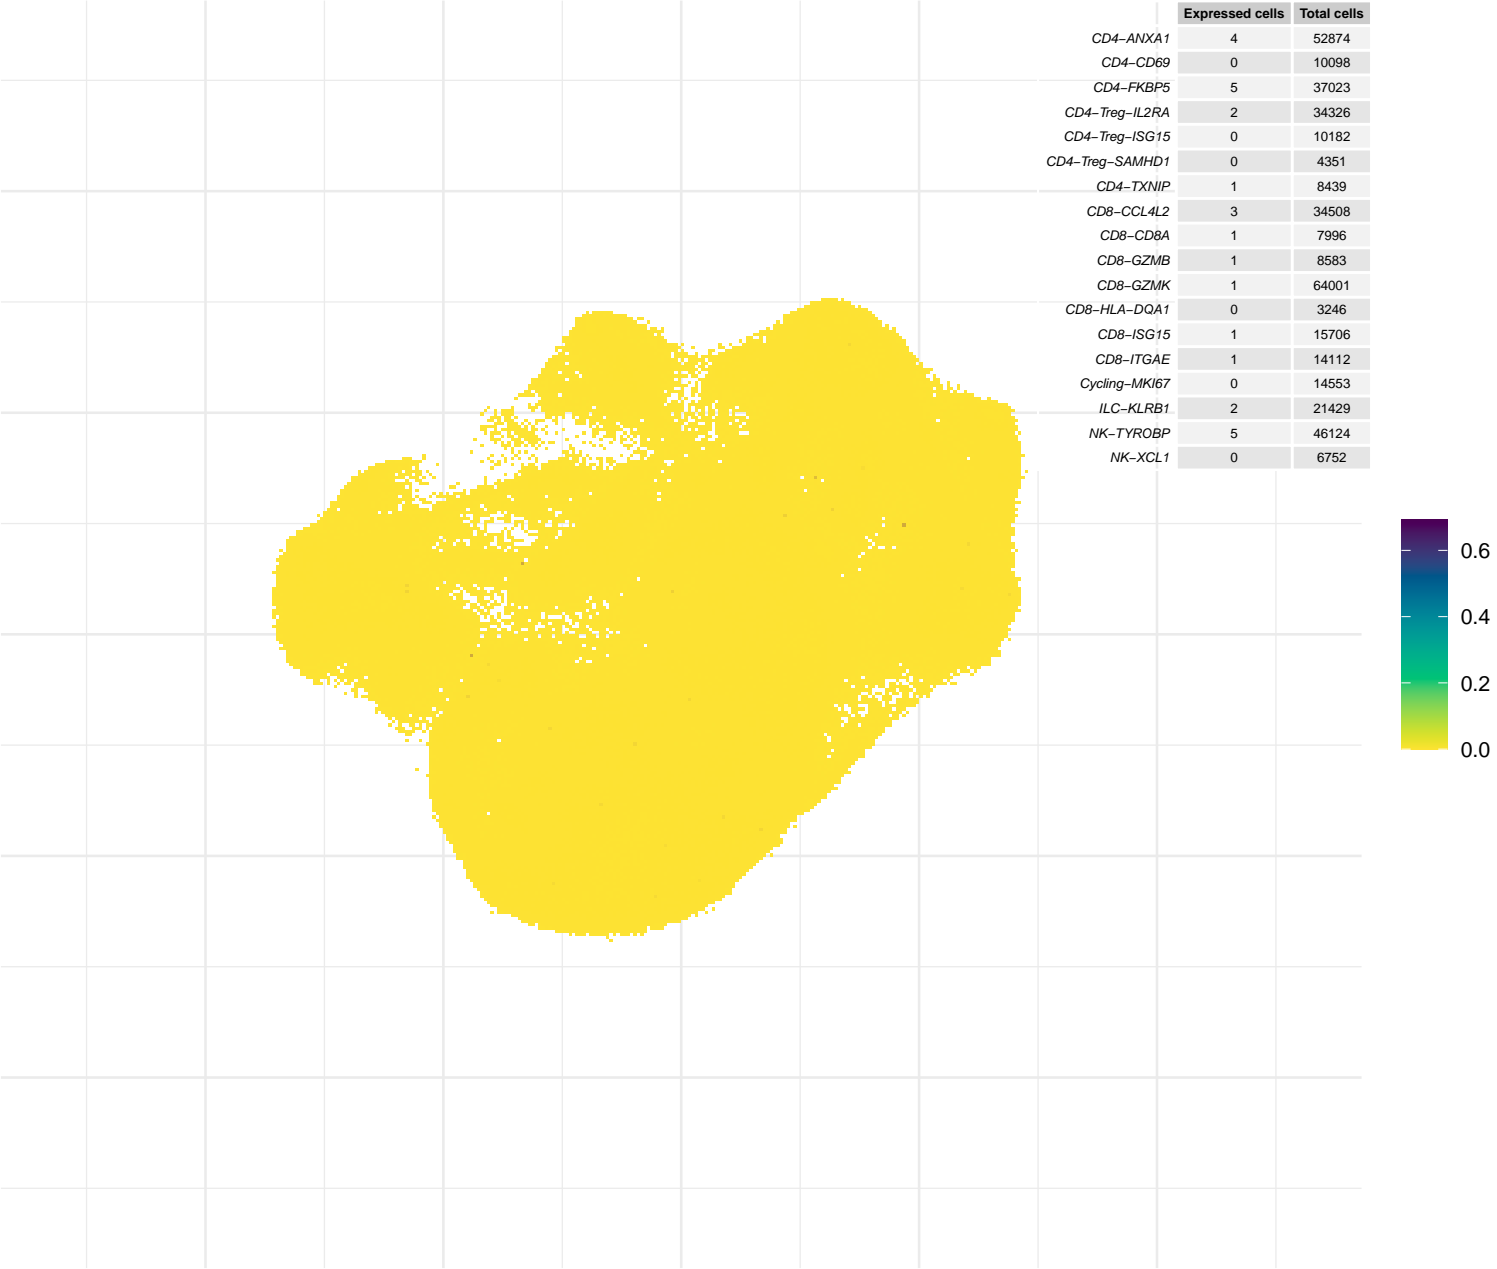 Expressed cells Total cells
CD4−ANXA1 4 52874
CD4−CD69 0 10098
CD4−FKBP5 5 37023
CD4−Treg−IL2RA 2 34326
CD4−Treg−ISG15 0 10182
CD4−Treg−SAMHD1 0 4351
CD4−TXNIP 1 8439
CD8−CCL4L2 3 34508
CD8−CD8A 1 7996
CD8−GZMB 1 8583
CD8−GZMK 1 64001
CD8−HLA−DQA1 0 3246
CD8−ISG15 1 15706
CD8−ITGAE 1 14112
Cycling−MKI67 0 14553
ILC−KLRB1 2 21429
NK−TYROBP 5 46124
NK−XCL1 0 6752
0.6
0.4
0.2
0.0